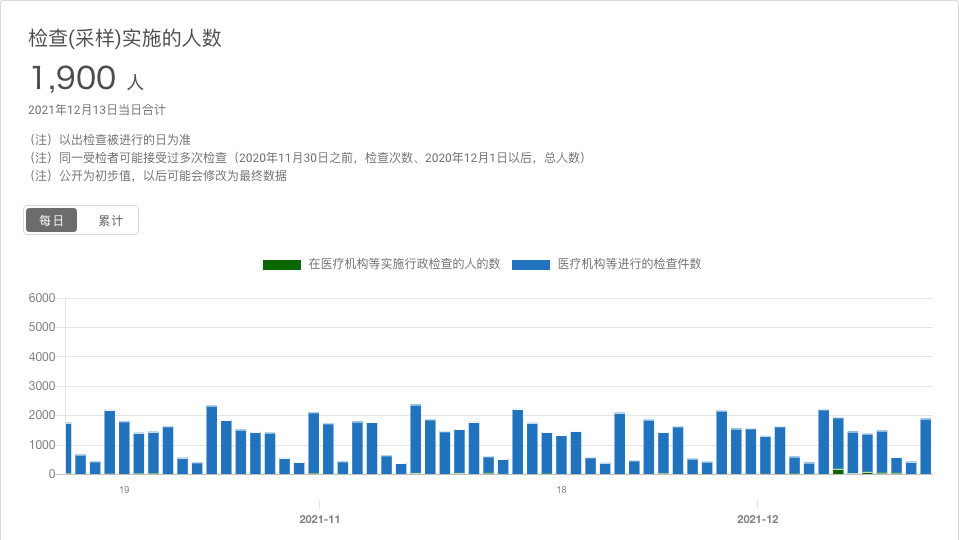 检查(采样)实施的人数
1,900 人
2021年12月13日当日合计
（注）以出检查被进行的日为准
（注）同一受检者可能接受过多次检查（2020年11月30日之前，检查次数、2020年12月1日以后，总人数）
（注）公开为初步值，以后可能会修改为最终数据
每日 累计
在医疗机构等实施行政检查的人的数 医疗机构等进行的检查件数
6000
5000
4000
3000
2000
1000
0
19 18
2021-11 2021-12